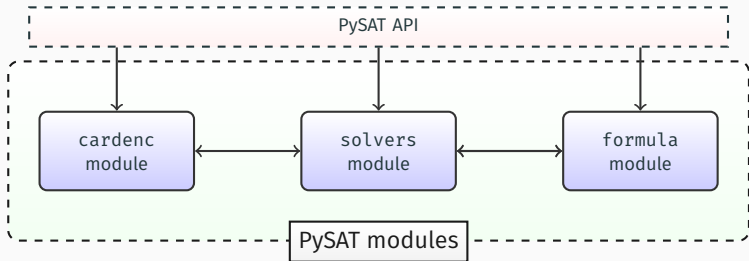 PySAT API
cardenc
module
solvers
module
formula
module
PySAT modules